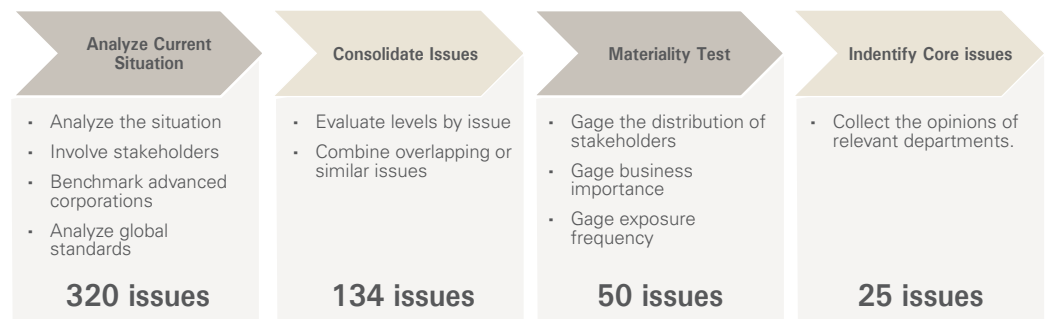 Analyze Current
Situation
· Analyze the situation
· Involve stakeholders
· Benchmark advanced
corporations
· Analyze global
standards
320 issues
Consolidate Issues
· Evaluate levels by issue
· Combine overlapping or
similar issues
134 issues
Materiality Test
· Gage the distribution of
stakeholders
· Gage business
importance
· Gage exposure
frequency
50 issues
Indentify Core issues
· Collect the opinions of
relevant departments.
25 issues